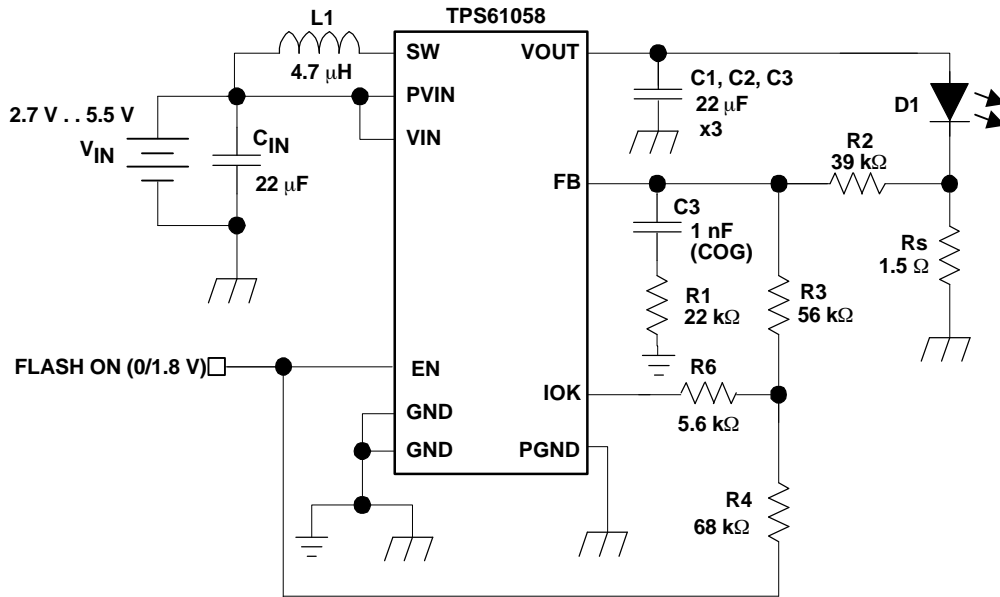 TPS61058
L1
4.7 μH
SW
VOUT
C1, C2, C3
22 μF
x3
D1
PVIN
2.7 V . . 5.5 V
VIN
CIN
22 μF
VIN
R2
39 kΩ
FB
C3
1 nF
(COG)
Rs
1.5 Ω
R1
22 kΩ
R3
56 kΩ
FLASH ON (0/1.8 V)
EN
IOK
R6
5.6 kΩ
GND
GND
PGND
R4
68 kΩ